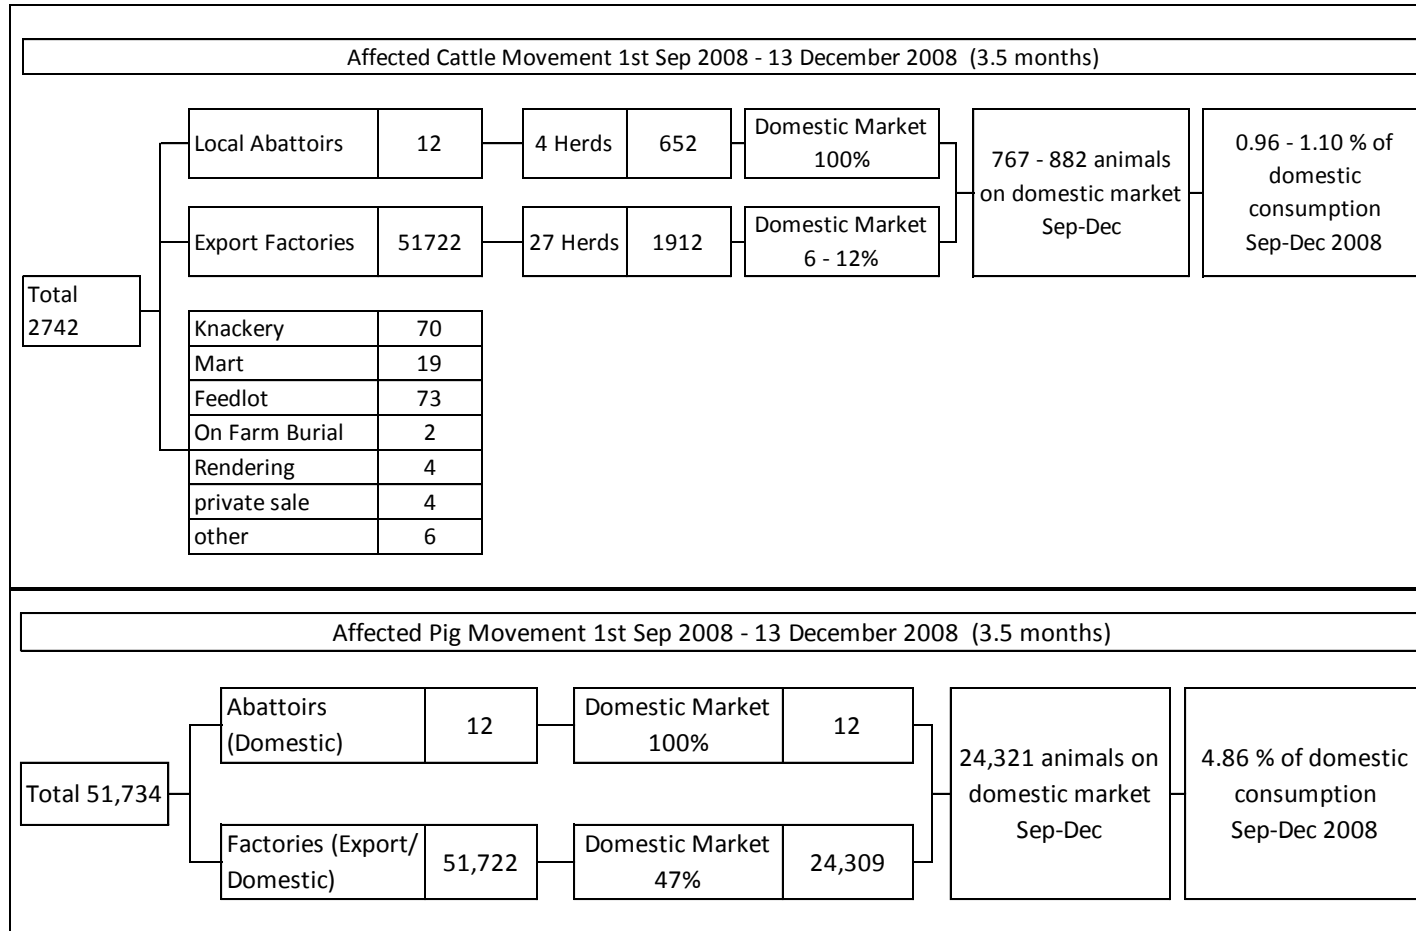 Affected Cattle Movement 1st Sep 2008 - 13 December 2008 (3.5 months)
Total
2742
Local Abattoirs
12
4 Herds
652
Domestic Market
100%
Export Factories
51722
27 Herds
1912
Domestic Market
6 - 12%
767 - 882 animals
on domestic market
Sep-Dec
0.96 - 1.10 % of
domestic
consumption
Sep-Dec 2008
Knackery 70
Mart 19
Feedlot 73
On Farm Burial 2
Rendering 4
private sale 4
other 6
Affected Pig Movement 1st Sep 2008 - 13 December 2008 (3.5 months)
Total 51,734
Abattoirs
(Domestic)
12
Domestic Market
100%
12
Factories (Export/
Domestic)
51,722
Domestic Market
47%
24,309
24,321 animals on
domestic market
Sep-Dec
4.86 % of domestic
consumption
Sep-Dec 2008